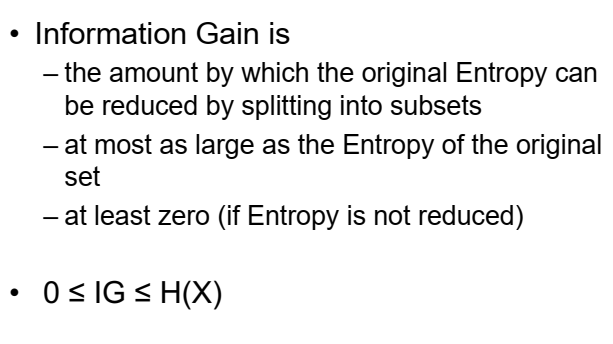 • Information Gain is
– the amount by which the original Entropy can
be reduced by splitting into subsets
– at most as large as the Entropy of the original
set
– at least zero (if Entropy is not reduced)
• 0 ≤ IG ≤ H(X)